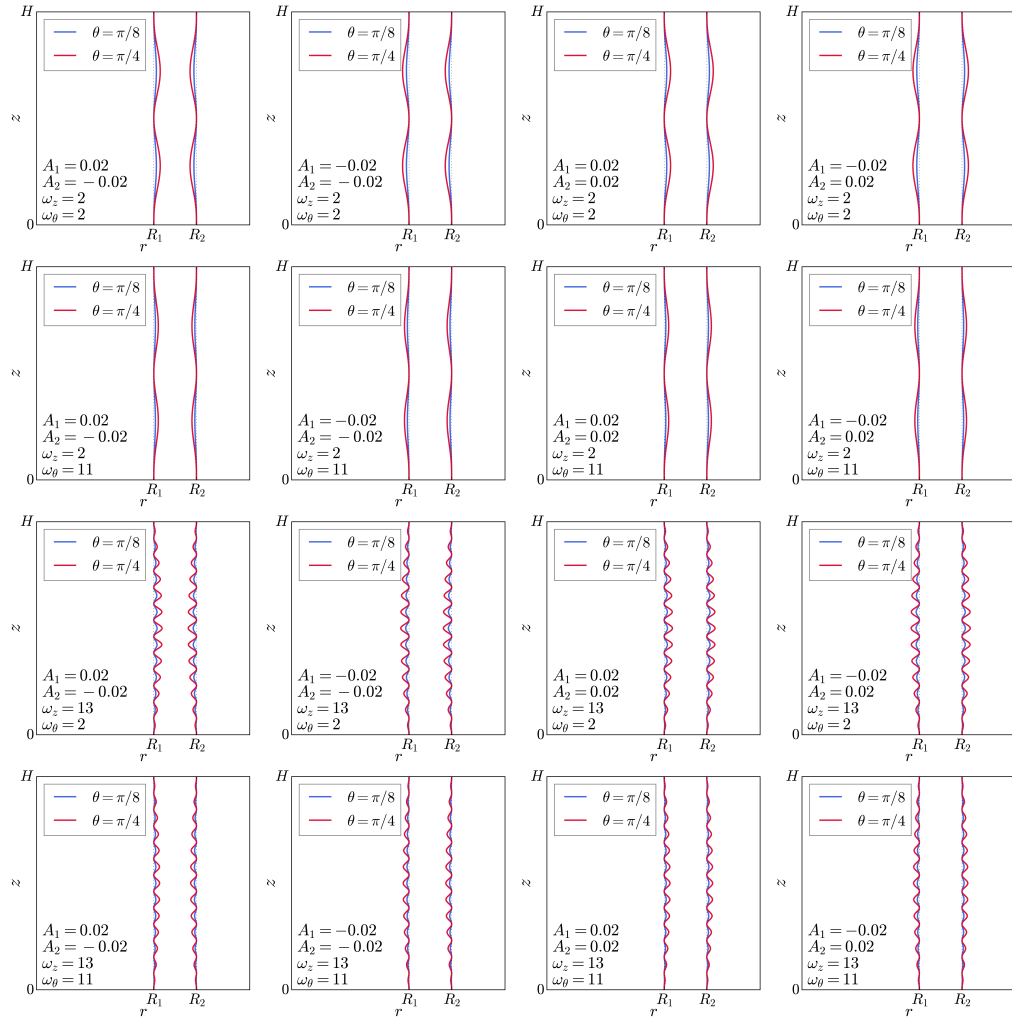 H
θ = π/8
θ = π/4
z
A₁ = 0.02
A₂ = − 0.02
ω_z = 2
ω_θ = 2
0
R₁ R₂
r
H
θ = π/8
θ = π/4
z
A₁ = −0.02
A₂ = − 0.02
ω_z = 2
ω_θ = 2
0
R₁ R₂
r
H
θ = π/8
θ = π/4
z
A₁ = 0.02
A₂ = 0.02
ω_z = 2
ω_θ = 2
0
R₁ R₂
r
H
θ = π/8
θ = π/4
z
A₁ = −0.02
A₂ = 0.02
ω_z = 2
ω_θ = 2
0
R₁ R₂
r
H
θ = π/8
θ = π/4
z
A₁ = 0.02
A₂ = − 0.02
ω_z = 2
ω_θ = 11
0
R₁ R₂
r
H
θ = π/8
θ = π/4
z
A₁ = −0.02
A₂ = − 0.02
ω_z = 2
ω_θ = 11
0
R₁ R₂
r
H
θ = π/8
θ = π/4
z
A₁ = 0.02
A₂ = 0.02
ω_z = 2
ω_θ = 11
0
R₁ R₂
r
H
θ = π/8
θ = π/4
z
A₁ = −0.02
A₂ = 0.02
ω_z = 2
ω_θ = 11
0
R₁ R₂
r
H
θ = π/8
θ = π/4
z
A₁ = 0.02
A₂ = − 0.02
ω_z = 13
ω_θ = 2
0
R₁ R₂
r
H
θ = π/8
θ = π/4
z
A₁ = −0.02
A₂ = − 0.02
ω_z = 13
ω_θ = 2
0
R₁ R₂
r
H
θ = π/8
θ = π/4
z
A₁ = 0.02
A₂ = 0.02
ω_z = 13
ω_θ = 2
0
R₁ R₂
r
H
θ = π/8
θ = π/4
z
A₁ = −0.02
A₂ = 0.02
ω_z = 13
ω_θ = 2
0
R₁ R₂
r
H
θ = π/8
θ = π/4
z
A₁ = 0.02
A₂ = − 0.02
ω_z = 13
ω_θ = 11
0
R₁ R₂
r
H
θ = π/8
θ = π/4
z
A₁ = −0.02
A₂ = − 0.02
ω_z = 13
ω_θ = 11
0
R₁ R₂
r
H
θ = π/8
θ = π/4
z
A₁ = 0.02
A₂ = 0.02
ω_z = 13
ω_θ = 11
0
R₁ R₂
r
H
θ = π/8
θ = π/4
z
A₁ = −0.02
A₂ = 0.02
ω_z = 13
ω_θ = 11
0
R₁ R₂
r